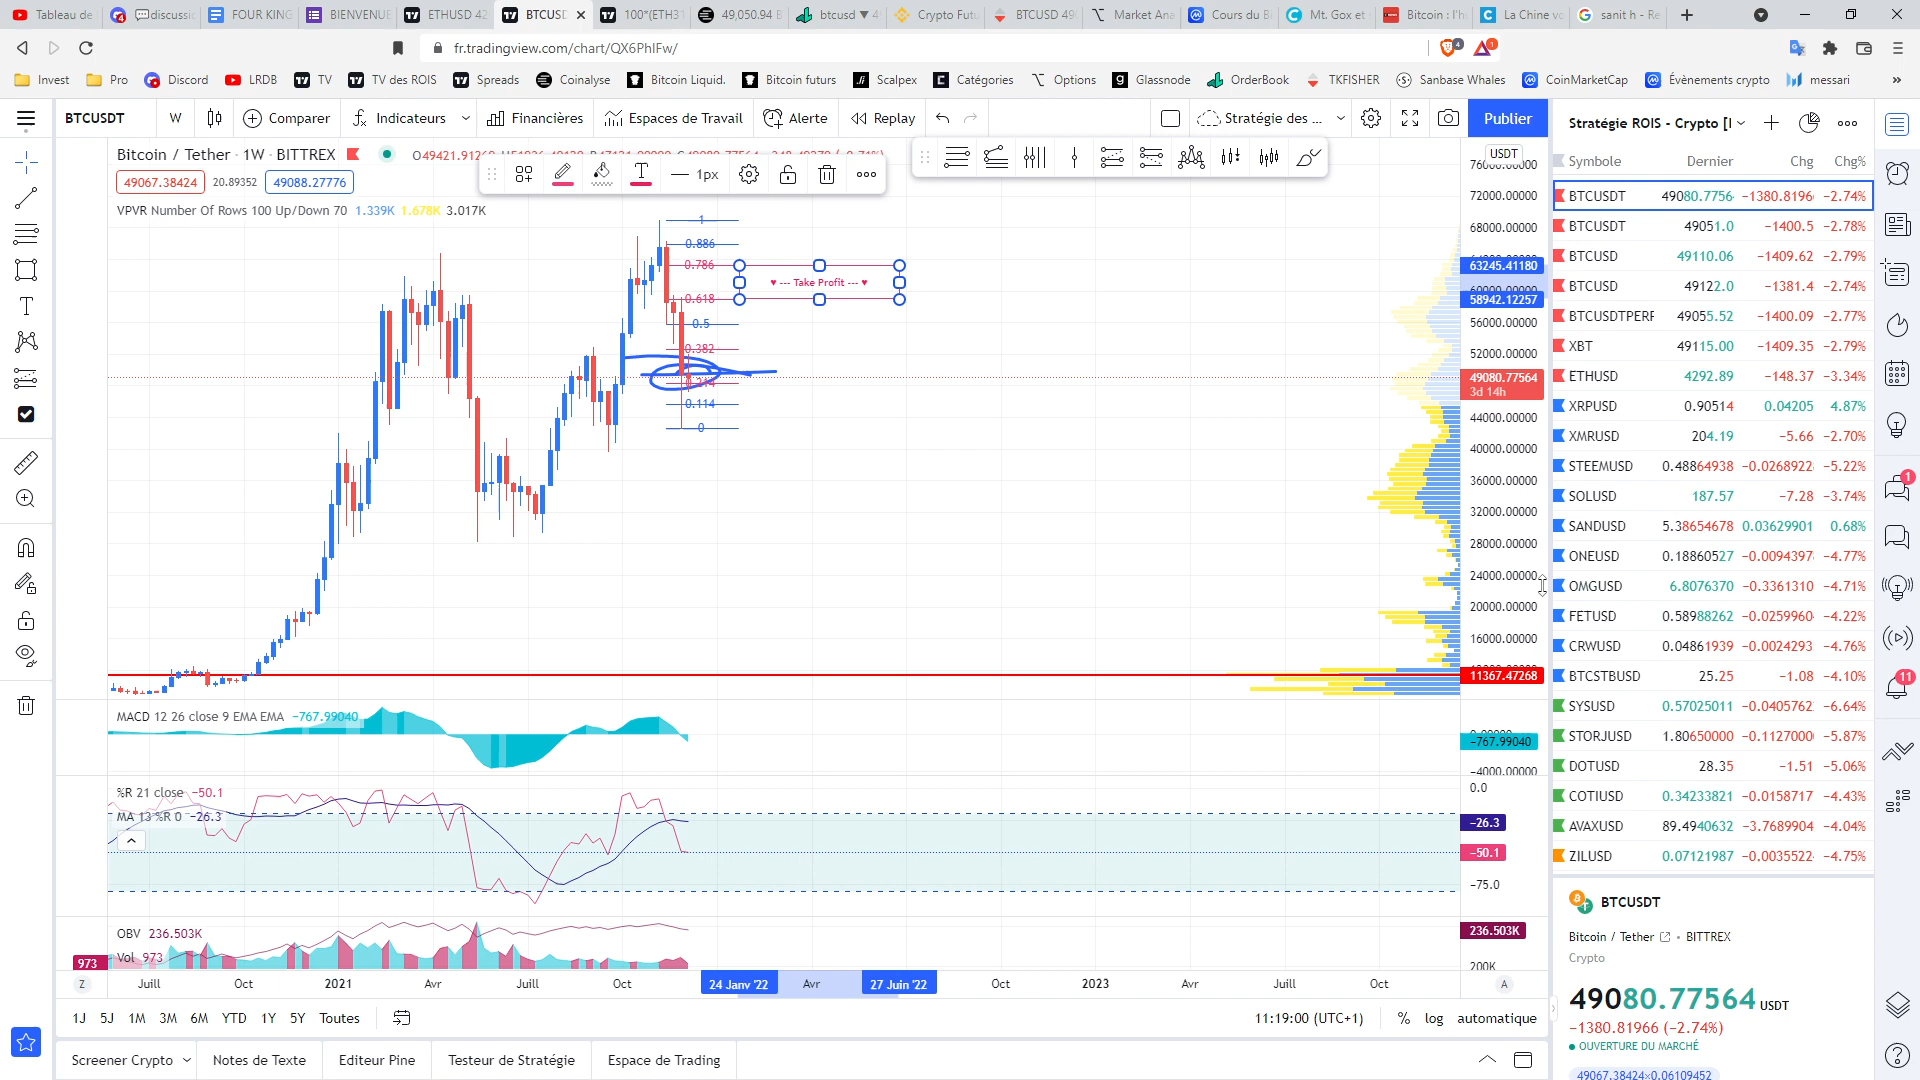 Tableau de
discussic
FOUR KING
BIENVENUE
ETHUSD 42
BTCUSD
100*(ETH31
49,050.94 B
btcusd ▼ 4
Crypto Futu
BTCUSD 490
Market Ana
Cours du Bi
Mt. Gox et
Bitcoin : l'h
La Chine vo
sanit h - Re
fr.tradingview.com/chart/QX6PhIFw/
Invest
Pro
Discord
LRDB
TV
TV des ROIS
Spreads
Coinalyse
Bitcoin Liquid.
Bitcoin futurs
Scalpex
Catégories
Options
Glassnode
OrderBook
TKFISHER
Sanbase Whales
CoinMarketCap
Évènements crypto
messari
BTCUSDT
W
Comparer
Indicateurs
Financières
Espaces de Travail
Alerte
Replay
Stratégie des ...
Publier
Bitcoin / Tether · 1W · BITTREX
49067.38424
20.89352
49088.27776
1px
VPVR Number Of Rows 100 Up/Down 70 1.339K 1.678K 3.017K
1
0.886
0.786
0.618
0.5
0.382
0.114
0
♥ --- Take Profit --- ♥
USDT
72000.00000
68000.00000
63245.41180
58942.12257
56000.00000
52000.00000
49080.77564
3d 14h
44000.00000
40000.00000
36000.00000
32000.00000
28000.00000
24000.00000
20000.00000
16000.00000
11367.47268
MACD 12 26 close 9 EMA EMA -767.99040
-767.99040
-4000.00000
%R 21 close -50.1
MA 13 %R 0 -26.3
0.0
-26.3
-50.1
-75.0
OBV 236.503K
Vol 973
973
236.503K
200K
Z
Juill
Oct
2021
Avr
Juill
Oct
24 Janv '22
Avr
27 Juin '22
Oct
2023
Avr
Juill
Oct
A
1J 5J 1M 3M 6M YTD 1Y 5Y Toutes
11:19:00 (UTC+1)
% log automatique
Screener Crypto
Notes de Texte
Editeur Pine
Testeur de Stratégie
Espace de Trading
Stratégie ROIS - Crypto [I
Symbole Dernier Chg Chg%
BTCUSDT 49080.7756 -1380.8196 -2.74%
BTCUSDT 49051.0 -1400.5 -2.78%
BTCUSD 49110.06 -1409.62 -2.79%
BTCUSD 49122.0 -1381.4 -2.74%
BTCUSDTPERF 49055.52 -1400.09 -2.77%
XBT 49115.00 -1409.35 -2.79%
ETHUSD 4292.89 -148.37 -3.34%
XRPUSD 0.90514 0.04205 4.87%
XMRUSD 204.19 -5.66 -2.70%
STEEMUSD 0.48864938 -0.0268922 -5.22%
SOLUSD 187.57 -7.28 -3.74%
SANDUSD 5.38654678 0.03629901 0.68%
ONEUSD 0.18860527 -0.0094397 -4.77%
OMGUSD 6.8076370 -0.3361310 -4.71%
FETUSD 0.58988262 -0.0259960 -4.22%
CRWUSD 0.04861939 -0.0024293 -4.76%
BTCSTBUSD 25.25 -1.08 -4.10%
SYSUSD 0.57025011 -0.0405762 -6.64%
STORJUSD 1.80650000 -0.1127000 -5.87%
DOTUSD 28.35 -1.51 -5.06%
COTIUSD 0.34233821 -0.0158717 -4.43%
AVAXUSD 89.4940632 -3.7689904 -4.04%
ZILUSD 0.07121987 -0.0035522 -4.75%
BTCUSDT
Bitcoin / Tether • BITTREX
Crypto
49080.77564 USDT
-1380.81966 (-2.74%)
OUVERTURE DU MARCHÉ
49067.38424×0.06109452
1
11